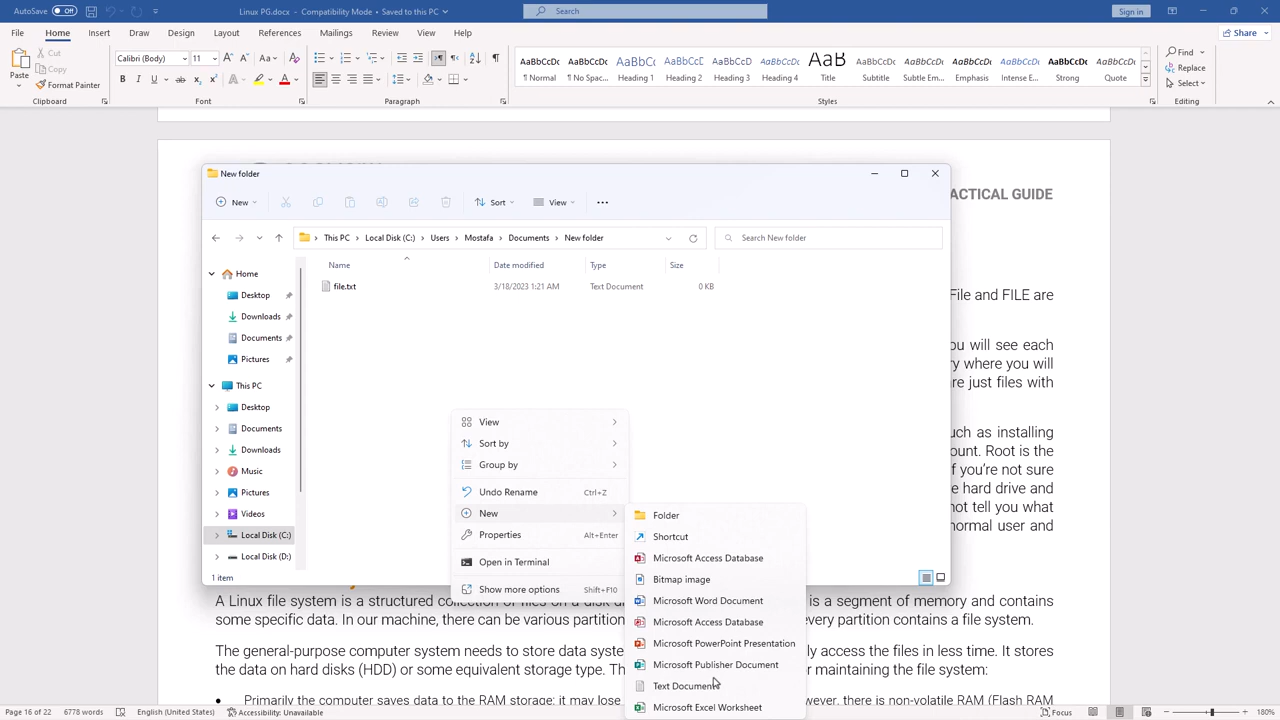 AutoSave Off Linux PG.docx - Compatibility Mode • Saved to this PC Search Sign in
File Home Insert Draw Design Layout References Mailings Review View Help Share
Paste Cut Copy Format Painter
Calibri (Body) 11
AaBbCcDc AaBbCcDc AaBbCc AaBbCcD AaBbCcD AaBbCcD AaB AaBbCcDc AaBbCcDc AaBbCcDc AaBbCcDc AaBbCcDc AaBbCcDc
¶ Normal ¶ No Spac... Heading 1 Heading 2 Heading 3 Heading 4 Title Subtitle Subtle Em... Emphasis Intense E... Strong Quote
Find Replace Select
Clipboard Font Paragraph Styles Editing
ACTICAL GUIDE
New folder
New Sort View
This PC Local Disk (C:) Users Mostafa Documents New folder Search New folder
Name Date modified Type Size
file.txt 3/18/2023 1:21 AM Text Document 0 KB
Home
Desktop
Downloads
Documents
Pictures
This PC
Desktop
Documents
Downloads
Music
Pictures
Videos
Local Disk (C:)
Local Disk (D:)
1 item
View
Sort by
Group by
Undo Rename Ctrl+Z
New
Properties Alt+Enter
Open in Terminal
Show more options Shift+F10
Folder
Shortcut
Microsoft Access Database
Bitmap image
Microsoft Word Document
Microsoft Access Database
Microsoft PowerPoint Presentation
Microsoft Publisher Document
Text Document
Microsoft Excel Worksheet
File and FILE are
ou will see each
ry where you will
re just files with
uch as installing
ount. Root is the
f you're not sure
e hard drive and
not tell you what
normal user and
A Linux file system is a structured collection of files on a disk d is a segment of memory and contains
some specific data. In our machine, there can be various partition every partition contains a file system.
The general-purpose computer system needs to store data syste ly access the files in less time. It stores
the data on hard disks (HDD) or some equivalent storage type. Th r maintaining the file system:
• Primarily the computer saves data to the RAM storage; it may lose owever, there is non-volatile RAM (Flash RAM
Page 16 of 22 6778 words English (United States) Accessibility: Unavailable Focus 180%